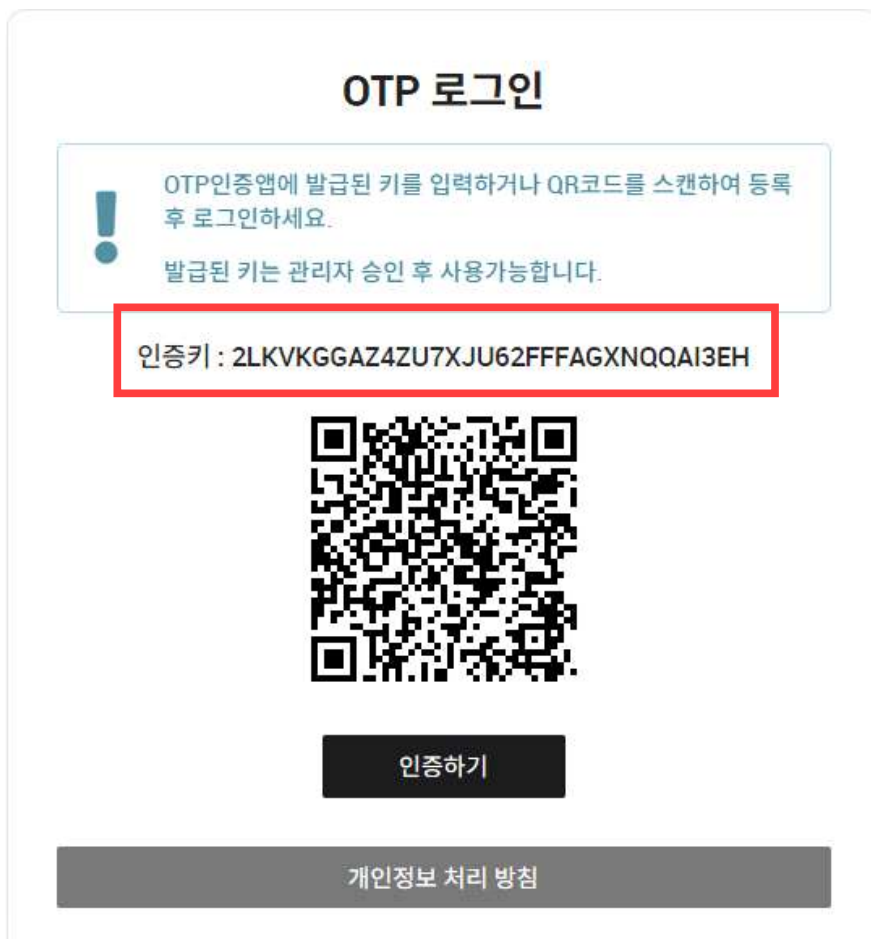 OTP 로그인
OTP인증앱에 발급된 키를 입력하거나 QR코드를 스캔하여 등록
후 로그인하세요.
발급된 키는 관리자 승인 후 사용가능합니다.
인증키 : 2LKVKGGAZ4ZU7XJU62FFFAGXNQQAI3EH
인증하기
개인정보 처리 방침